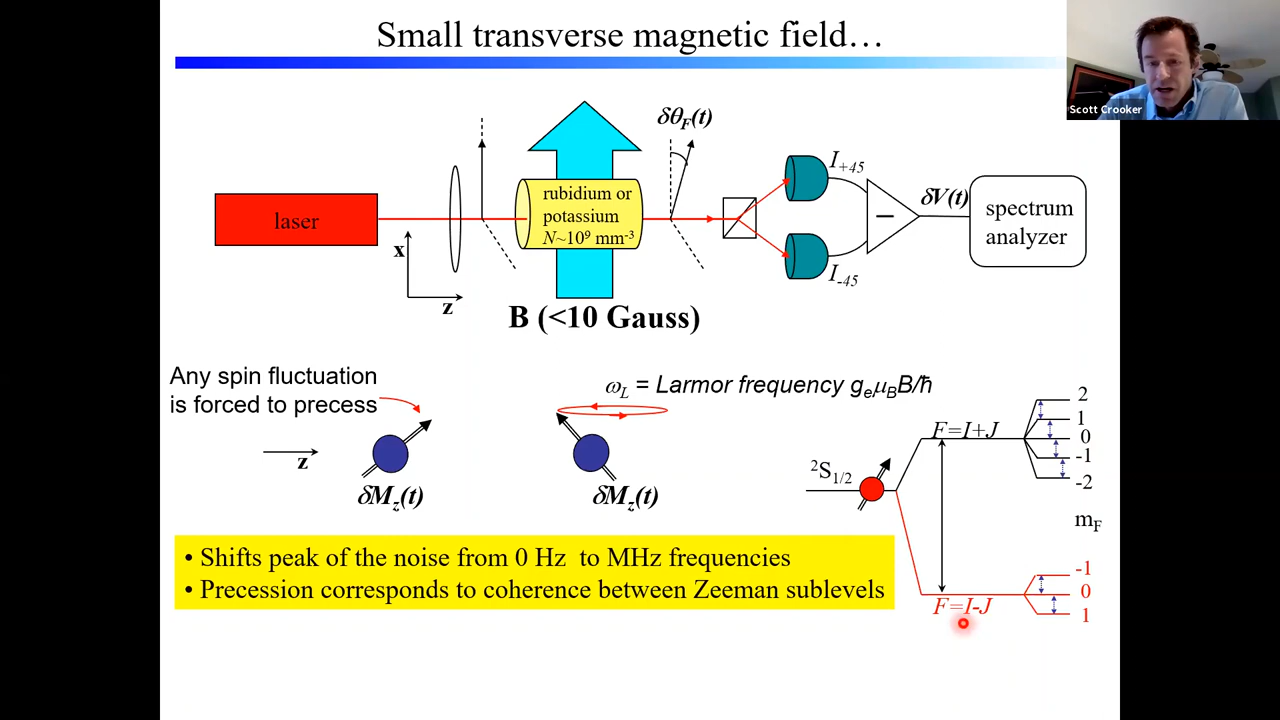 Small transverse magnetic field…
Scott Crooker
δθF(t)
laser
rubidium or
potassium
N~10⁹ mm⁻³
I+45
I-45
−
δV(t)
spectrum
analyzer
x
z
B (<10 Gauss)
Any spin fluctuation
is forced to precess
ωL = Larmor frequency geμBB/ħ
z
δMz(t)
δMz(t)
²S1/2
F=I+J
2
1
0
-1
-2
mF
F=I-J
-1
0
1
• Shifts peak of the noise from 0 Hz to MHz frequencies
• Precession corresponds to coherence between Zeeman sublevels